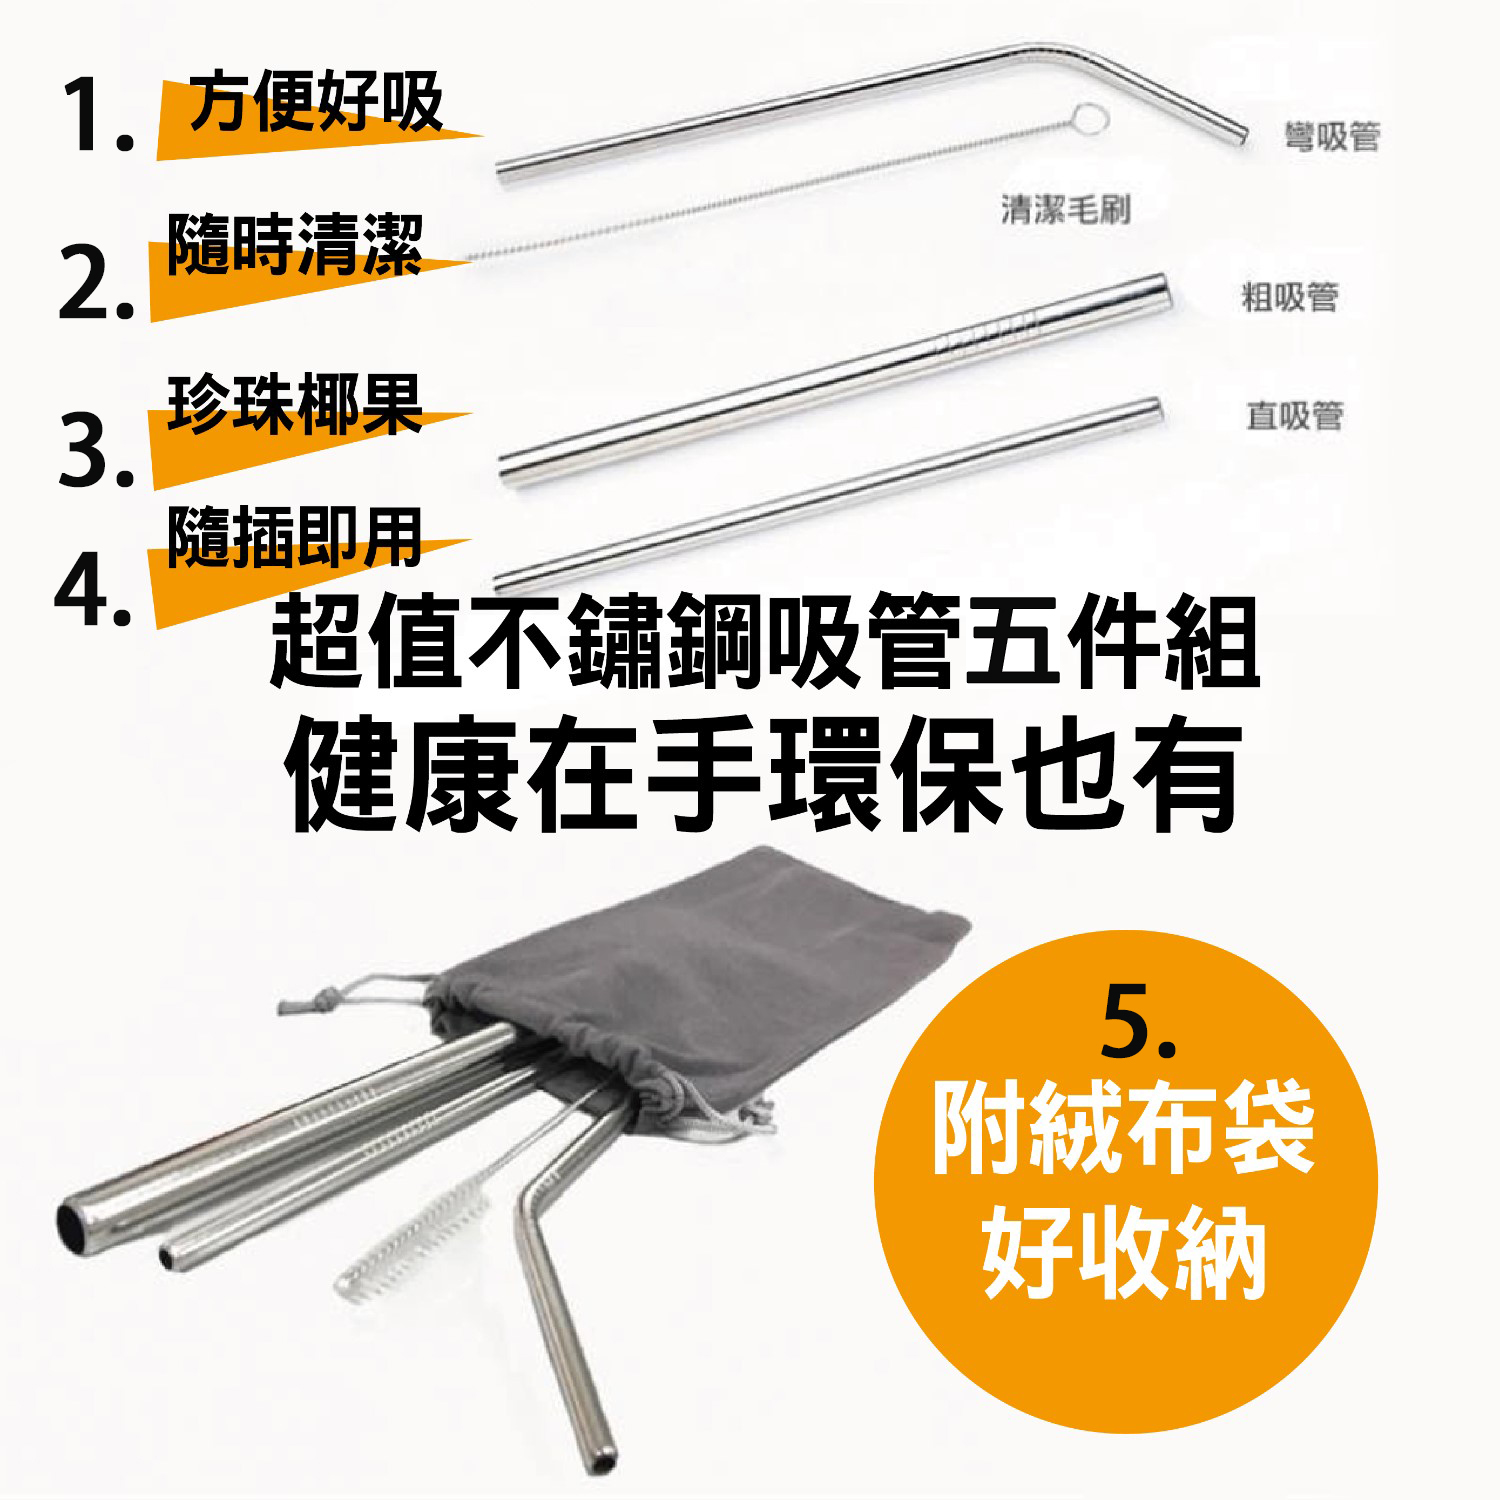 1. 方便好吸
彎吸管
清潔毛刷
2. 隨時清潔
粗吸管
3. 珍珠椰果
直吸管
4. 隨插即用
超值不鏽鋼吸管五件組
健康在手環保也有
5.
附絨布袋
好收納